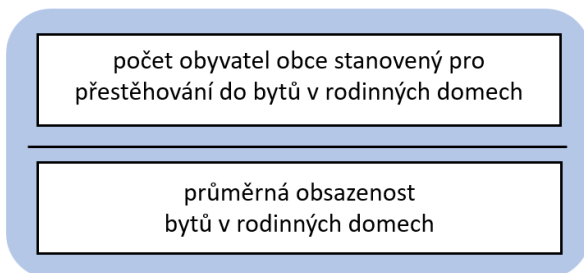 počet obyvatel obce stanovený pro
přestěhování do bytů v rodinných domech
průměrná obsazenost
bytů v rodinných domech